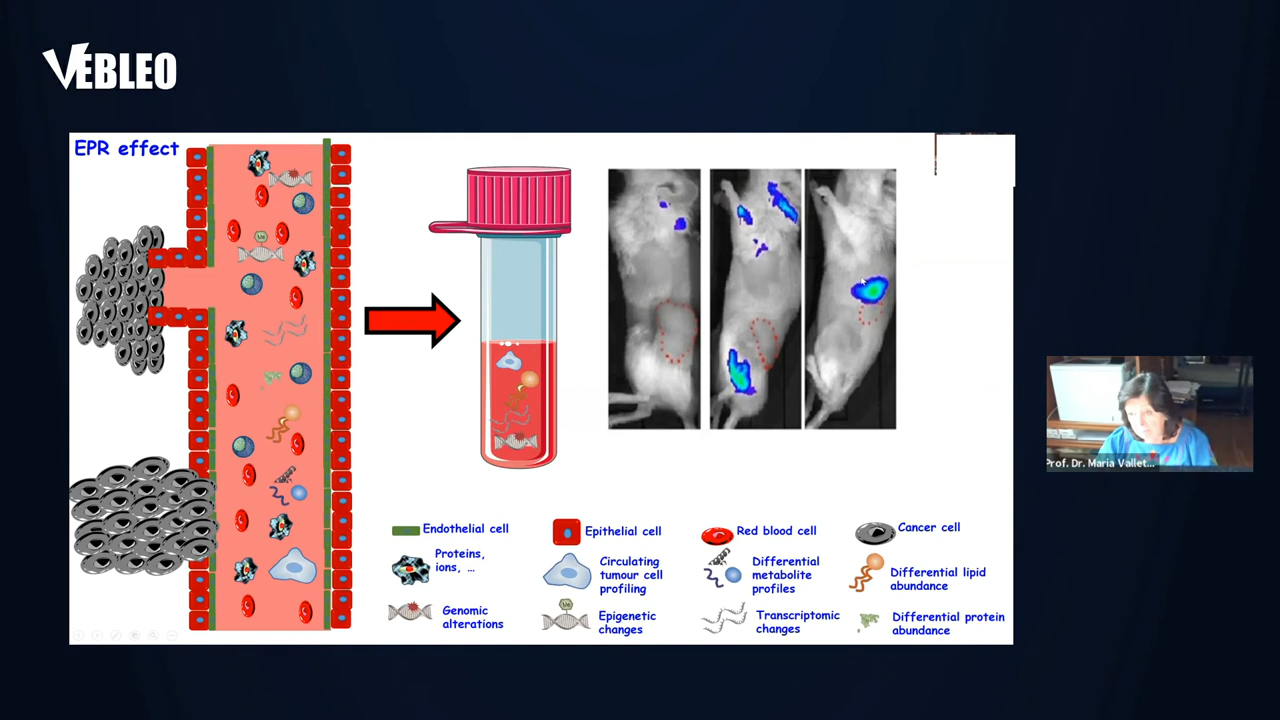 VEBLEO
EPR effect
Endothelial cell
Epithelial cell
Red blood cell
Cancer cell
Proteins,
ions, ...
Circulating
tumour cell
profiling
Differential
metabolite
profiles
Differential lipid
abundance
Genomic
alterations
Epigenetic
changes
Transcriptomic
changes
Differential protein
abundance
Prof. Dr. Maria Vallet...